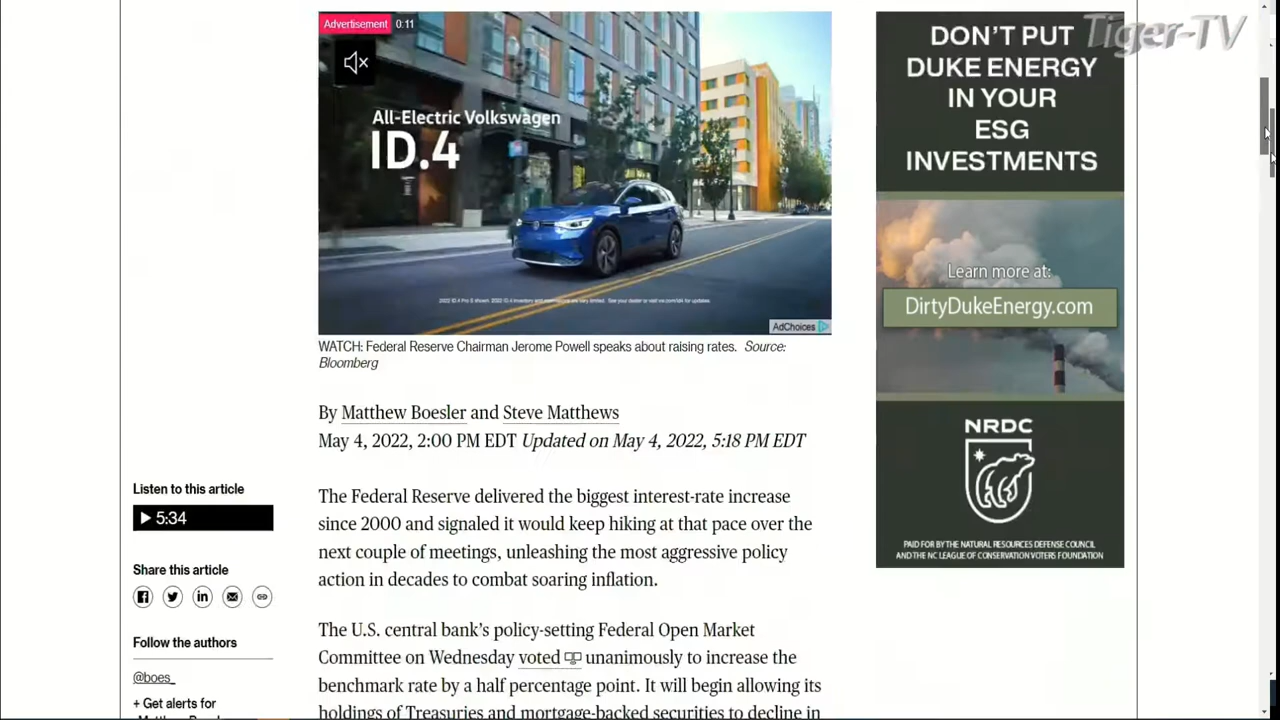 Advertisement 0:11
All-Electric Volkswagen
ID.4
AdChoices
WATCH: Federal Reserve Chairman Jerome Powell speaks about raising rates. Source:
Bloomberg
By Matthew Boesler and Steve Matthews
May 4, 2022, 2:00 PM EDT Updated on May 4, 2022, 5:18 PM EDT
Listen to this article
5:34
Share this article
Follow the authors
@boes_
+ Get alerts for
The Federal Reserve delivered the biggest interest-rate increase
since 2000 and signaled it would keep hiking at that pace over the
next couple of meetings, unleashing the most aggressive policy
action in decades to combat soaring inflation.
The U.S. central bank's policy-setting Federal Open Market
Committee on Wednesday voted unanimously to increase the
benchmark rate by a half percentage point. It will begin allowing its
holdings of Treasuries and mortgage-backed securities to decline in
Tiger-TV
DON'T PUT
DUKE ENERGY
IN YOUR
ESG
INVESTMENTS
Learn more at:
DirtyDukeEnergy.com
NRDC
PAID FOR BY THE NATURAL RESOURCES DEFENSE COUNCIL
AND THE NC LEAGUE OF CONSERVATION VOTERS FOUNDATION